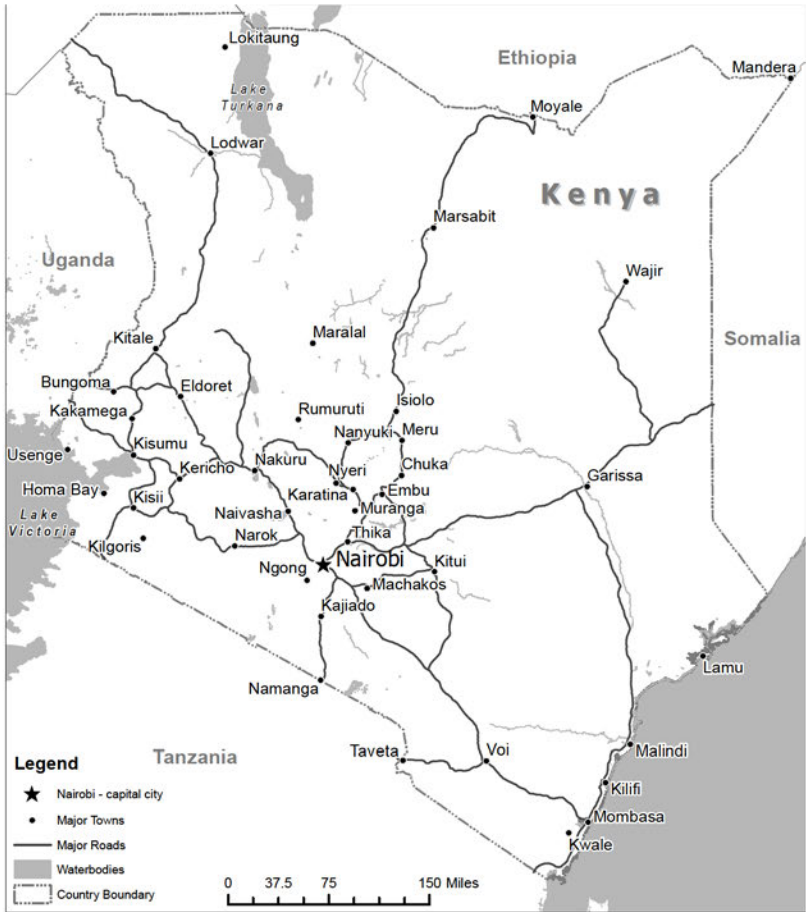 Lokitaung
Ethiopia
Mandera
Lake
Turkana
Moyale
Lodwar
Kenya
Marsabit
Uganda
Wajir
Maralal
Somalia
Kitale
Bungoma
Eldoret
Kakamega
Rumuruti
Isiolo
Nanyuki
Meru
Usenge
Kisumu
Kericho
Nakuru
Nyeri
Chuka
Garissa
Homa Bay
Kisii
Karatina
Embu
Naivasha
Muranga
Lake
Victoria
Narok
Thika
Kilgoris
Nairobi
Ngong
Kitui
Machakos
Kajiado
Lamu
Namanga
Tanzania
Taveta
Voi
Malindi
Kilifi
Mombasa
Kwale
Legend
Nairobi - capital city
Major Towns
Major Roads
Waterbodies
Country Boundary
0 37.5 75 150 Miles